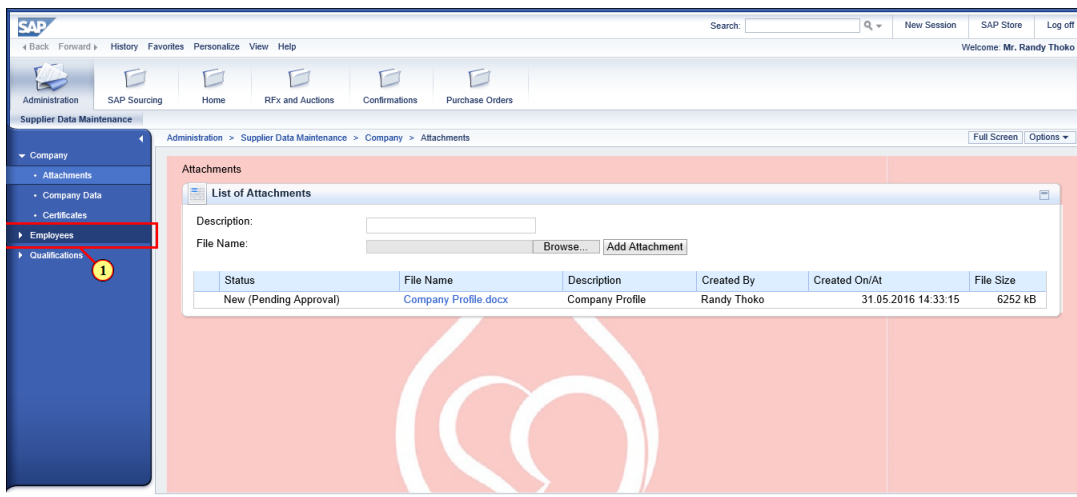 SAP
Search:
New Session
SAP Store
Log off
Back Forward History Favorites Personalize View Help
Welcome: Mr. Randy Thoko
Administration SAP Sourcing Home RFx and Auctions Confirmations Purchase Orders
Supplier Data Maintenance
Administration > Supplier Data Maintenance > Company > Attachments
Full Screen Options
Company
Attachments
Company Data
Certificates
Employees
Qualifications
1
Attachments
List of Attachments
Description:
File Name: Browse... Add Attachment
Status File Name Description Created By Created On/At File Size
New (Pending Approval) Company Profile.docx Company Profile Randy Thoko 31.05.2016 14:33:15 6252 kB